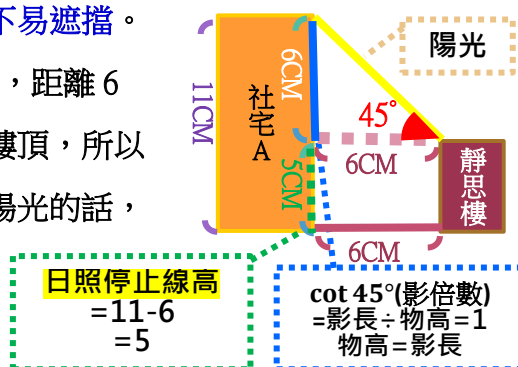 下易遮擋。
，距離 6
樓頂，所以
陽光的話，
陽光
11CM
社宅A
6CM
5CM
45°
6CM
靜思樓
6CM
日照停止線高
=11-6
=5
cot 45°(影倍數)
=影長÷物高=1
物高=影長